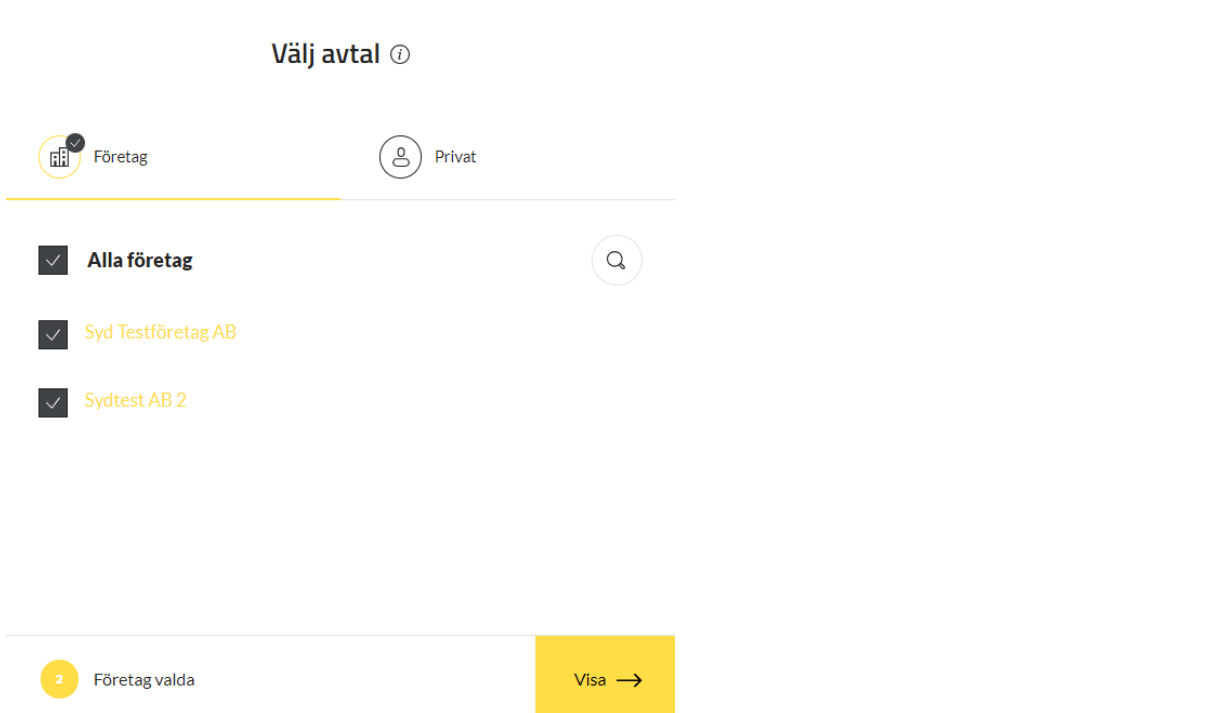 Välj avtal
Företag
Privat
Alla företag
Syd Testföretag AB
Sydtest AB 2
2 Företag valda
Visa